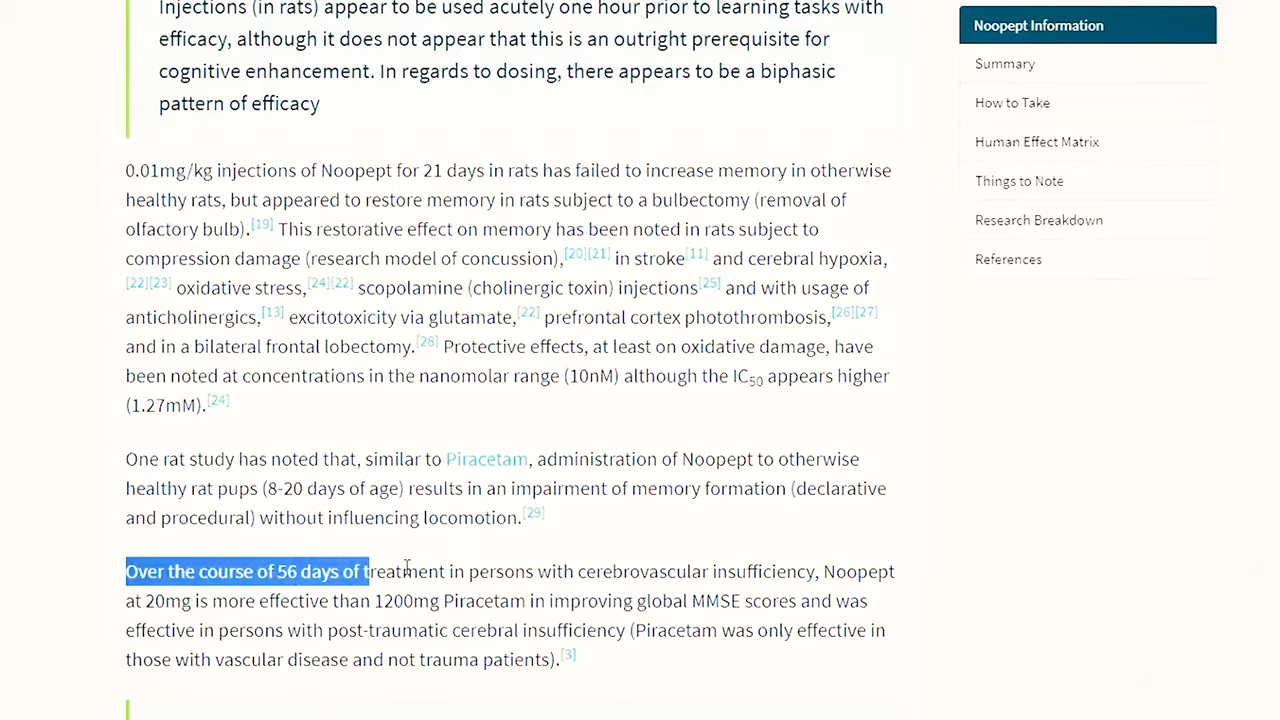 Injections (in rats) appear to be used acutely one hour prior to learning tasks with
efficacy, although it does not appear that this is an outright prerequisite for
cognitive enhancement. In regards to dosing, there appears to be a biphasic
pattern of efficacy
0.01mg/kg injections of Noopept for 21 days in rats has failed to increase memory in otherwise
healthy rats, but appeared to restore memory in rats subject to a bulbectomy (removal of
olfactory bulb).[19] This restorative effect on memory has been noted in rats subject to
compression damage (research model of concussion),[20][21] in stroke[11] and cerebral hypoxia,
[22][23] oxidative stress,[24][22] scopolamine (cholinergic toxin) injections[25] and with usage of
anticholinergics,[13] excitotoxicity via glutamate,[22] prefrontal cortex photothrombosis,[26][27]
and in a bilateral frontal lobectomy.[28] Protective effects, at least on oxidative damage, have
been noted at concentrations in the nanomolar range (10nM) although the IC50 appears higher
(1.27mM).[24]
One rat study has noted that, similar to Piracetam, administration of Noopept to otherwise
healthy rat pups (8-20 days of age) results in an impairment of memory formation (declarative
and procedural) without influencing locomotion.[29]
Over the course of 56 days of treatment in persons with cerebrovascular insufficiency, Noopept
at 20mg is more effective than 1200mg Piracetam in improving global MMSE scores and was
effective in persons with post-traumatic cerebral insufficiency (Piracetam was only effective in
those with vascular disease and not trauma patients).[3]
Noopept Information
Summary
How to Take
Human Effect Matrix
Things to Note
Research Breakdown
References